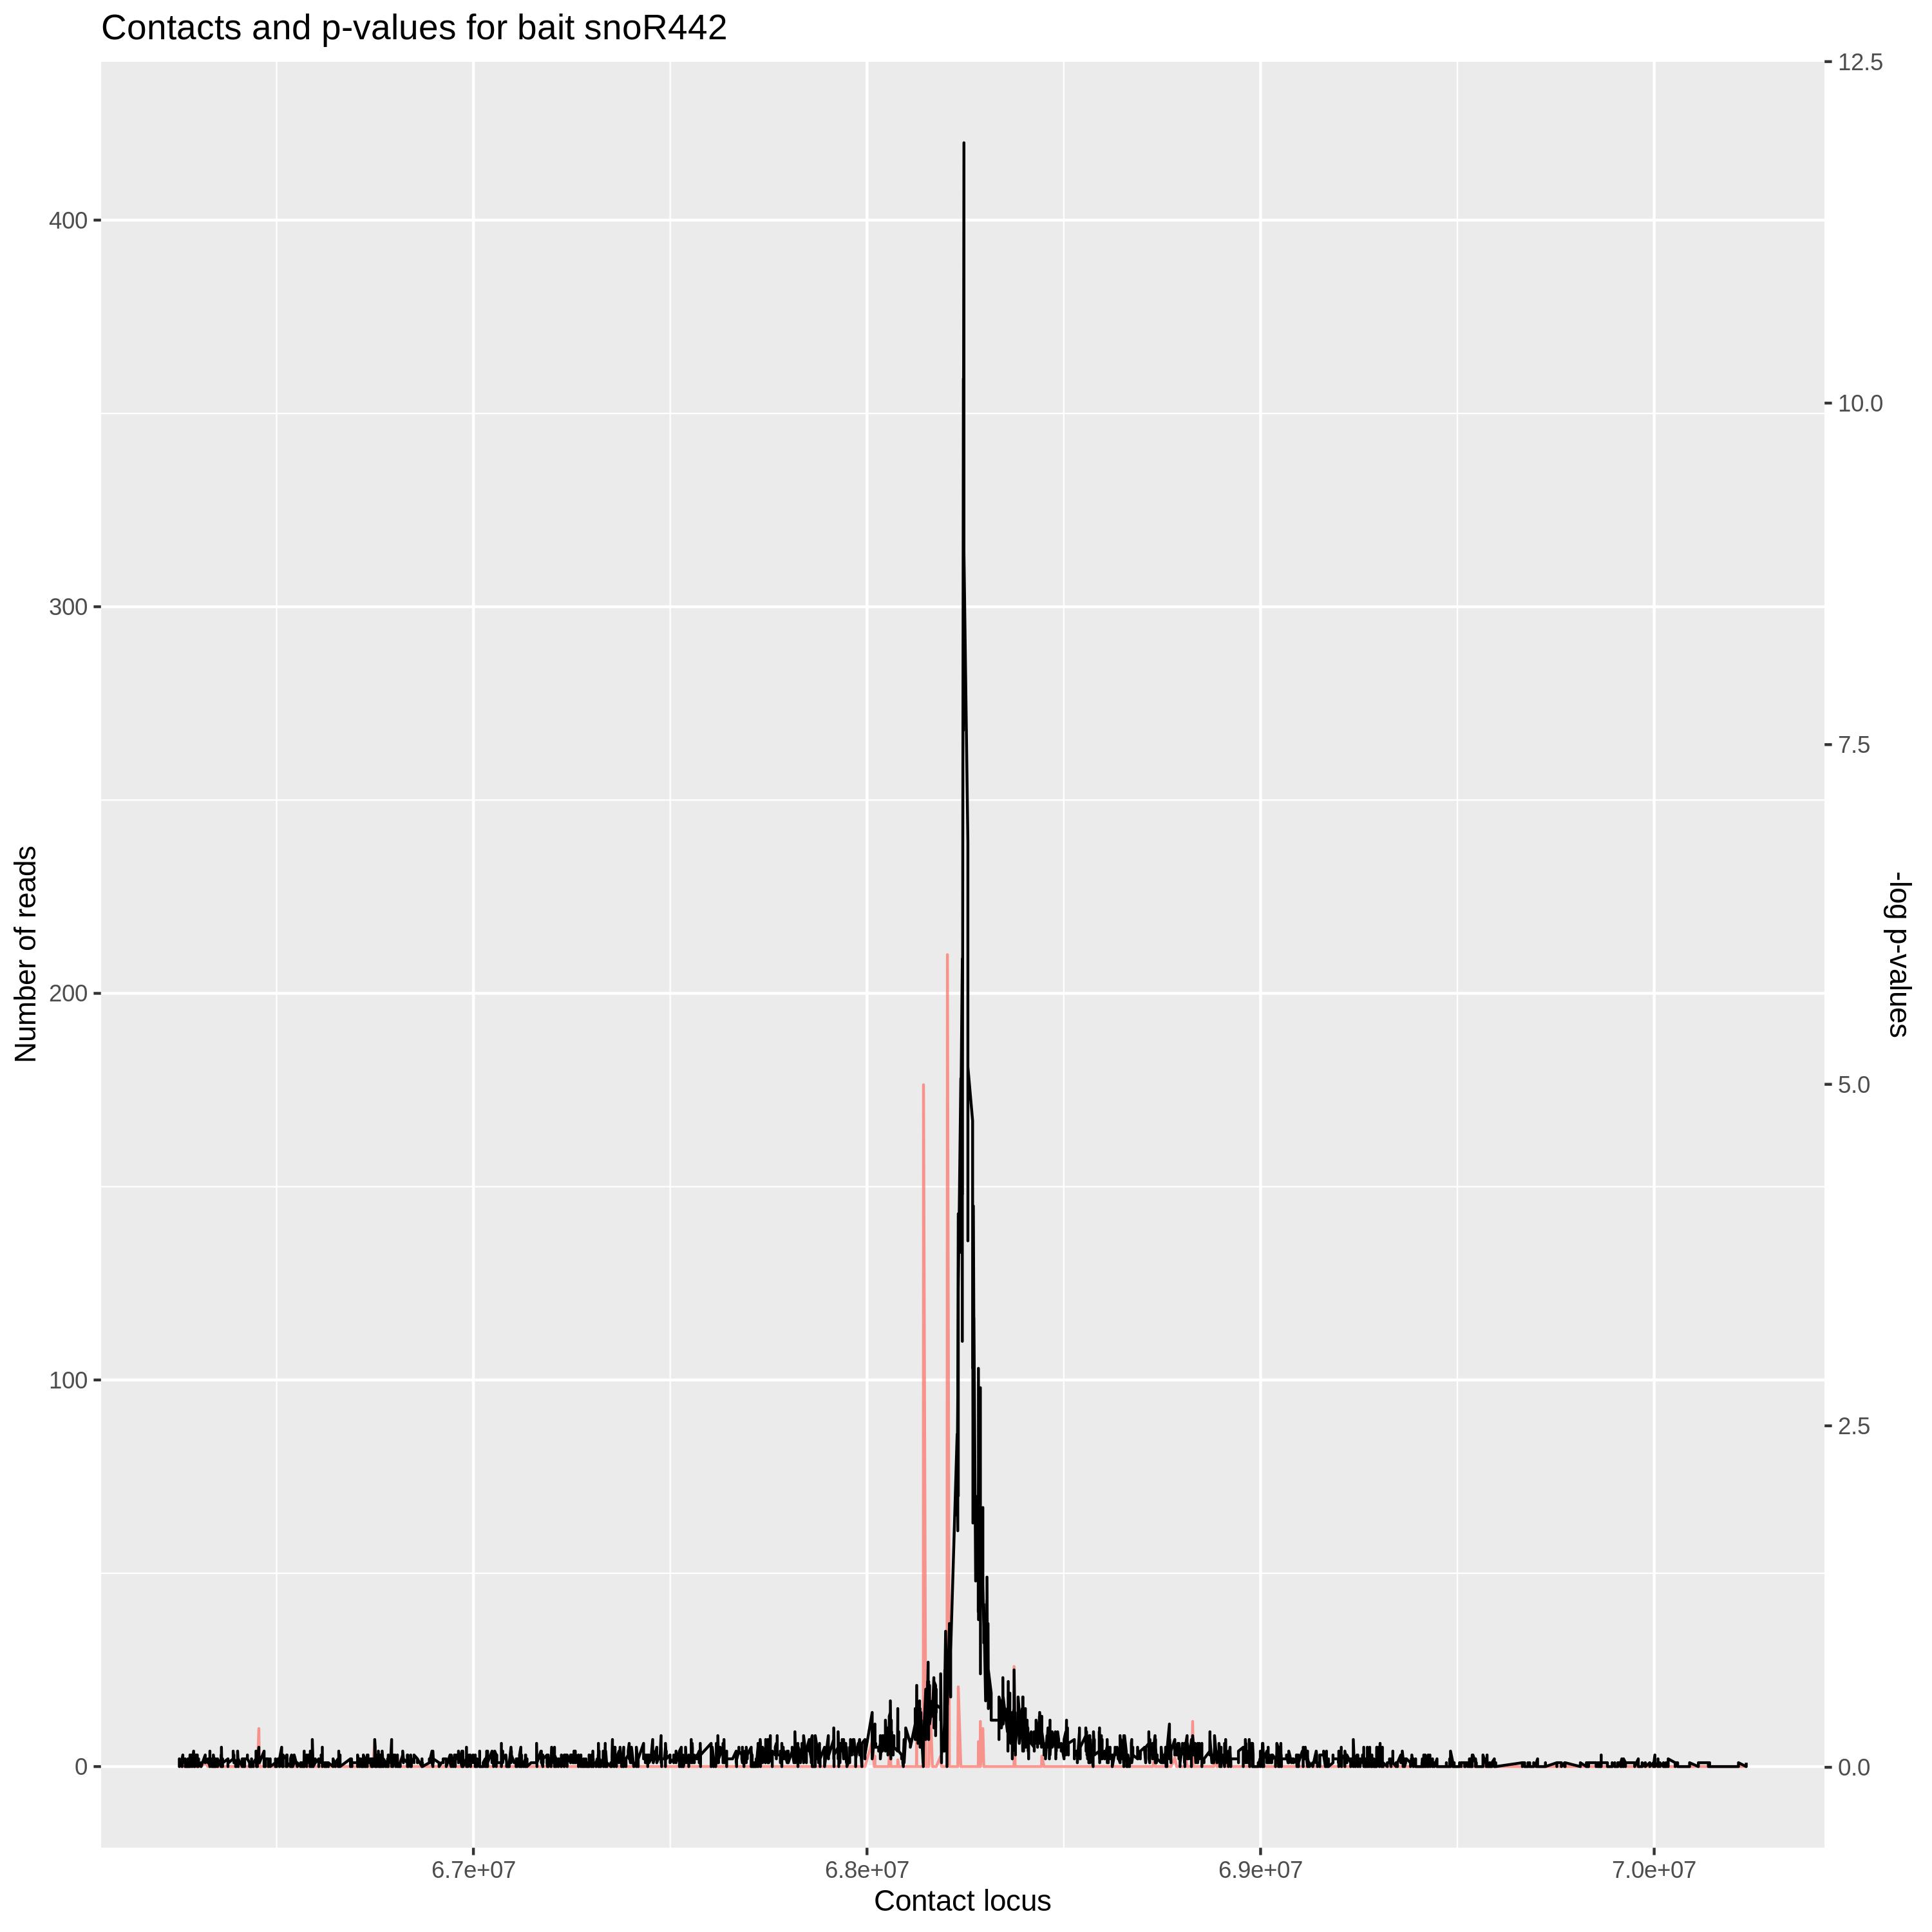 Contacts and p-values for bait snoR442
12.5
400
10.0
300
7.5
Number of reads
-log p-values
200
5.0
100
2.5
0
0.0
6.7e+07
6.8e+07
6.9e+07
7.0e+07
Contact locus